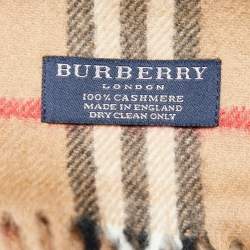 BURBERRY
LONDON
100% CASHMERE
MADE IN ENGLAND
DRY CLEAN ONLY